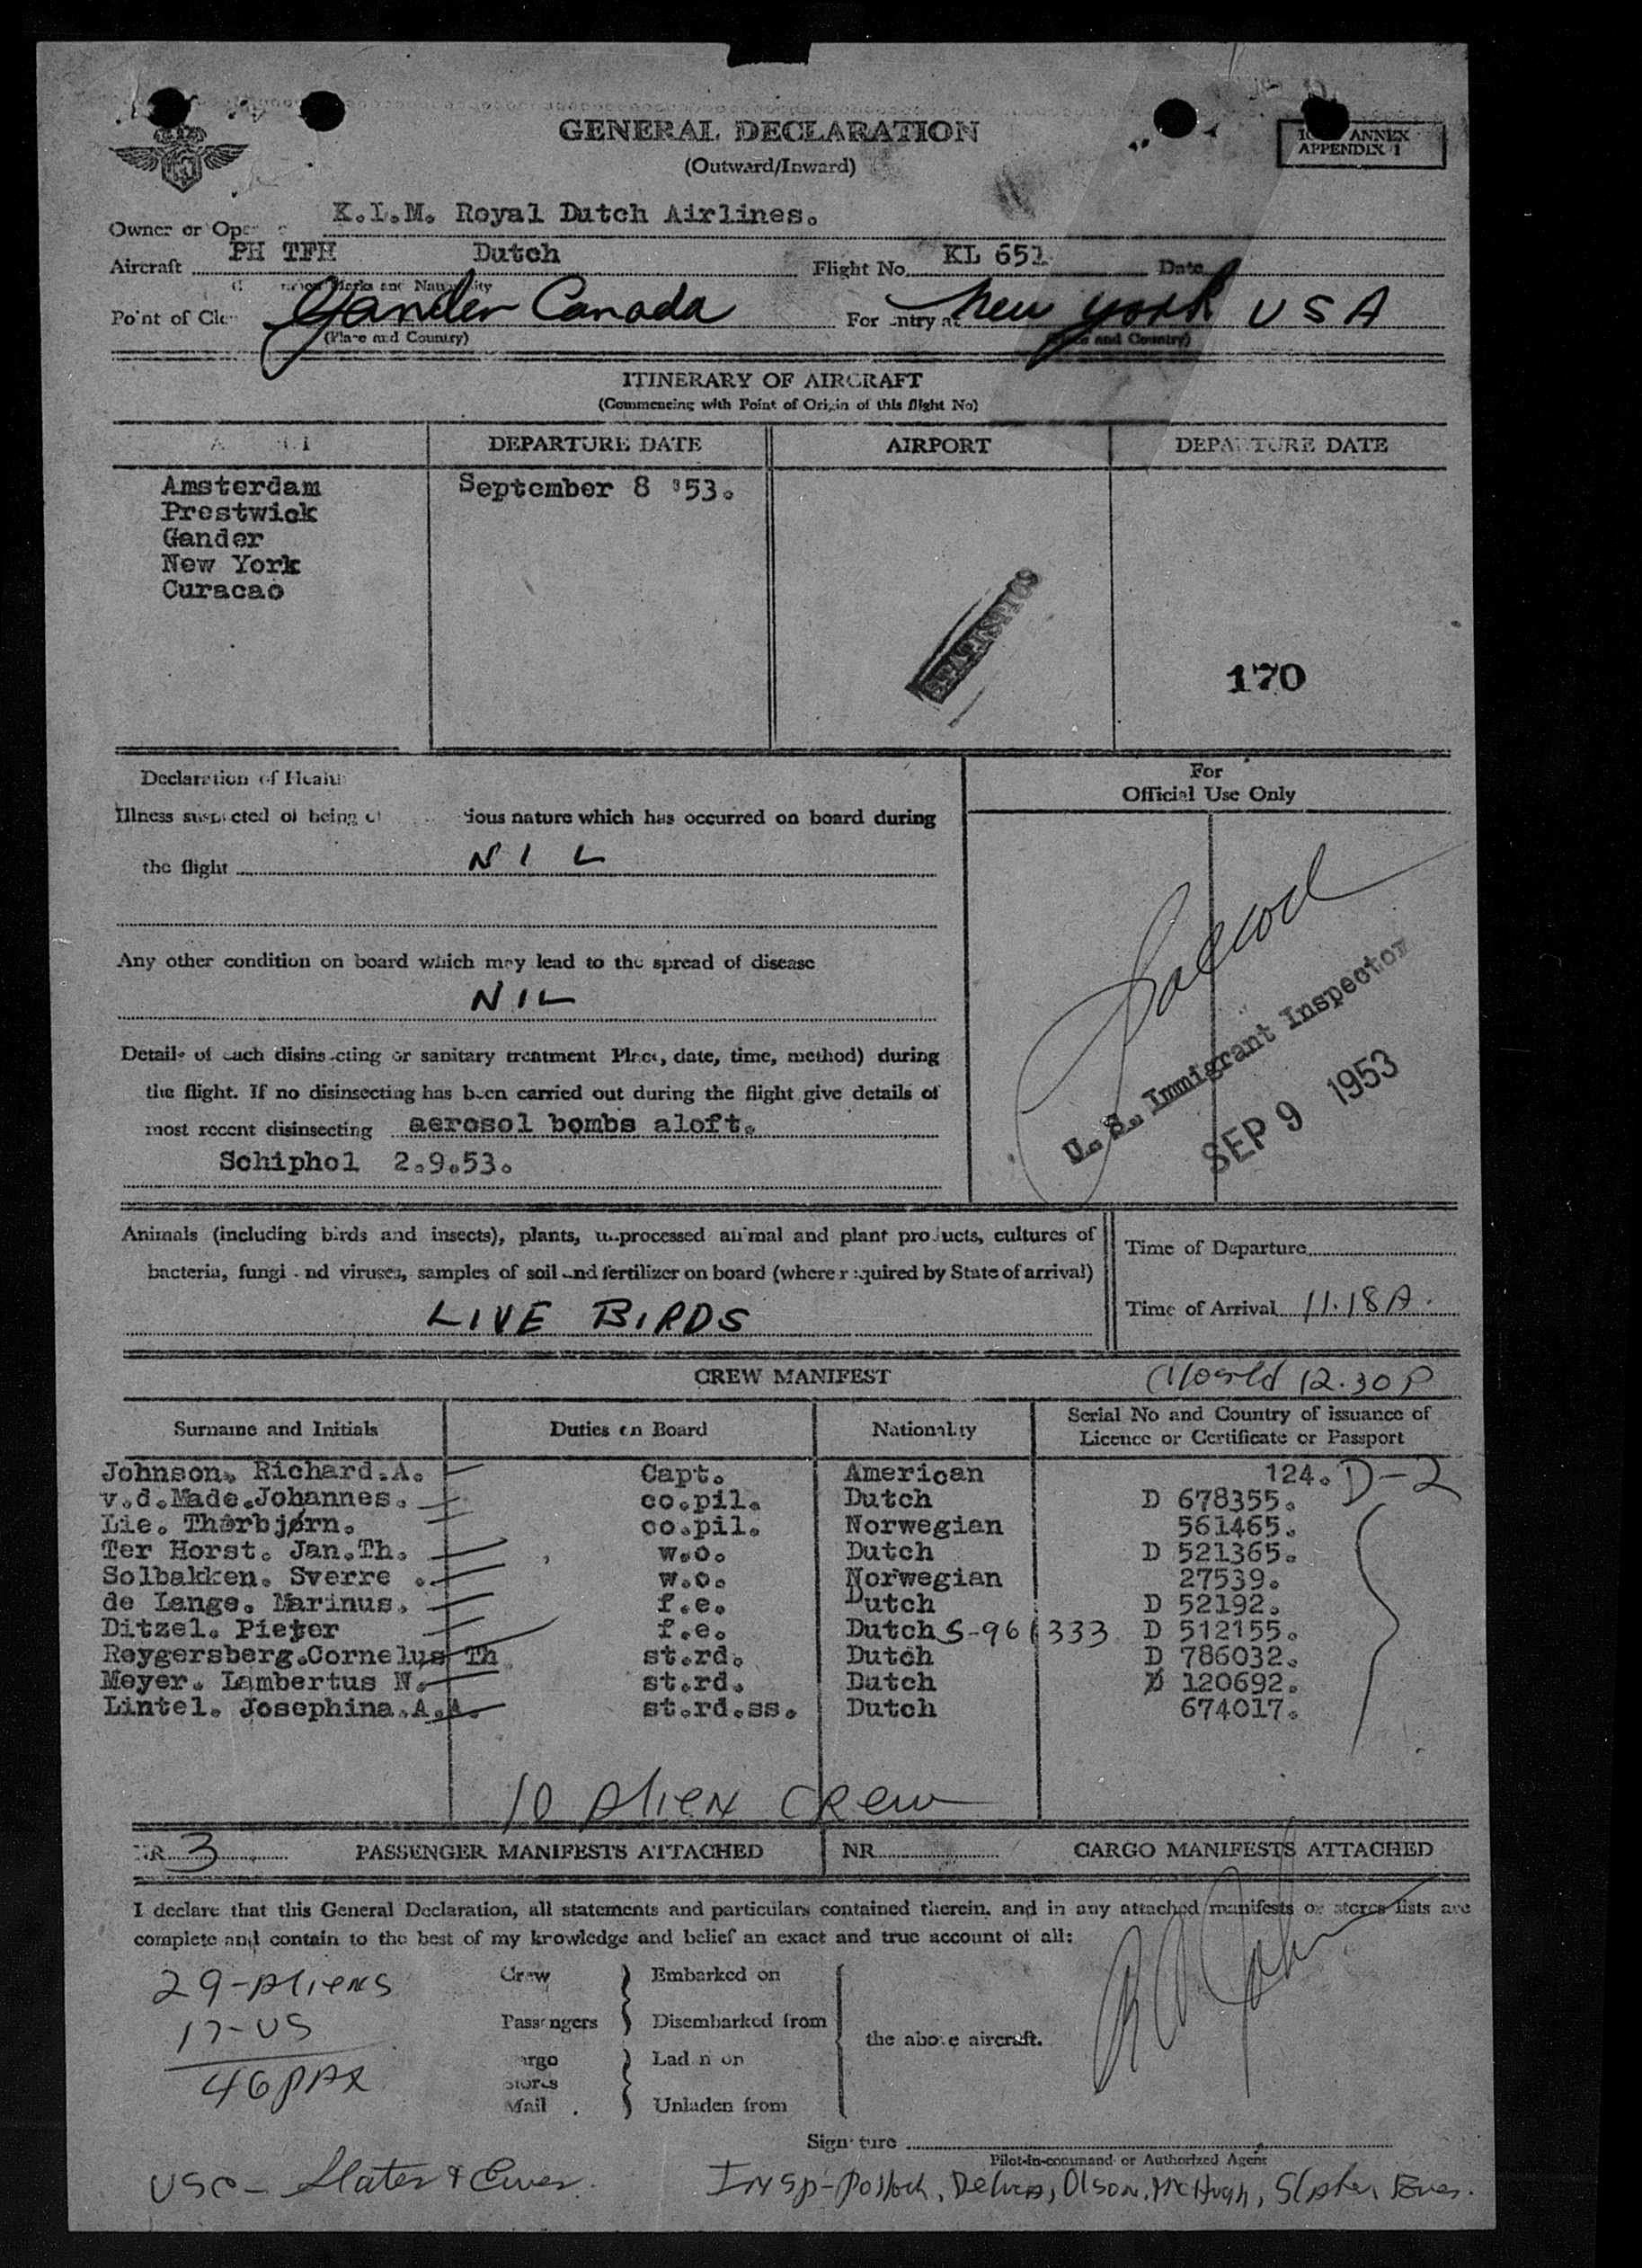 GENERAL DECLARATION
(Outward/Inward)
ANNEX
APPENDIX 1
Owner or Oper K.L.M. Royal Dutch Airlines.
Aircraft PH TFH Dutch Flight No. KL 651 Date
Marks and Nationality
Point of Cle Gander Canada For entry at New York USA
(Place and Country) (Place and Country)
ITINERARY OF AIRCRAFT
(Commencing with Point of Origin of this flight No)
DEPARTURE DATE AIRPORT DEPARTURE DATE
Amsterdam September 8 '53.
Prestwick
Gander
New York
Curacao
STATISTICS
170
Declaration of Health
For
Official Use Only
Illness suspected of being of ious nature which has occurred on board during
the flight NIL
Any other condition on board which may lead to the spread of disease
NIL
Details of each disinsecting or sanitary treatment Place, date, time, method) during
the flight. If no disinsecting has been carried out during the flight give details of
most recent disinsecting aerosol bombs aloft.
Schiphol 2.9.53.
U. S. Immigrant Inspector
SEP 9 1953
Animals (including birds and insects), plants, unprocessed animal and plant products, cultures of
bacteria, fungi and viruses, samples of soil and fertilizer on board (where required by State of arrival)
LIVE BIRDS
Time of Departure
Time of Arrival 11.18A
CREW MANIFEST
12.30P
Surname and Initials Duties on Board Nationality Serial No and Country of issuance of
Licence or Certificate or Passport
Johnson. Richard.A. Capt. American 124. D-2
v.d.Made.Johannes. co.pil. Dutch D 678355.
Lie. Thorbjørn. co.pil. Norwegian 561465.
Ter Horst. Jan.Th. w.o. Dutch D 521365.
Solbakken. Sverre . w.o. Norwegian 27539.
de Lange. Marinus. f.e. Dutch D 52192.
Ditzel. Pieter f.e. Dutch S-961333 D 512155.
Reygersberg.Cornelus Th st.rd. Dutch D 786032.
Meyer. Lambertus N. st.rd. Dutch D 120692.
Lintel. Josephina.A.A. st.rd.ss. Dutch 674017.
10 Alien Crew
NR 3 PASSENGER MANIFESTS ATTACHED NR CARGO MANIFESTS ATTACHED
I declare that this General Declaration, all statements and particulars contained therein. and in any attached manifests or stores lists are
complete and contain to the best of my knowledge and belief an exact and true account of all:
29-Aliens
17-US
46 PAX
Crew Embarked on
Passengers Disembarked from
the above aircraft.
Cargo Laden on
Stores
Mail Unladen from
Signature
Pilot-in-command or Authorized Agent
Slater &
Insp- Olson, McHugh, Slater,